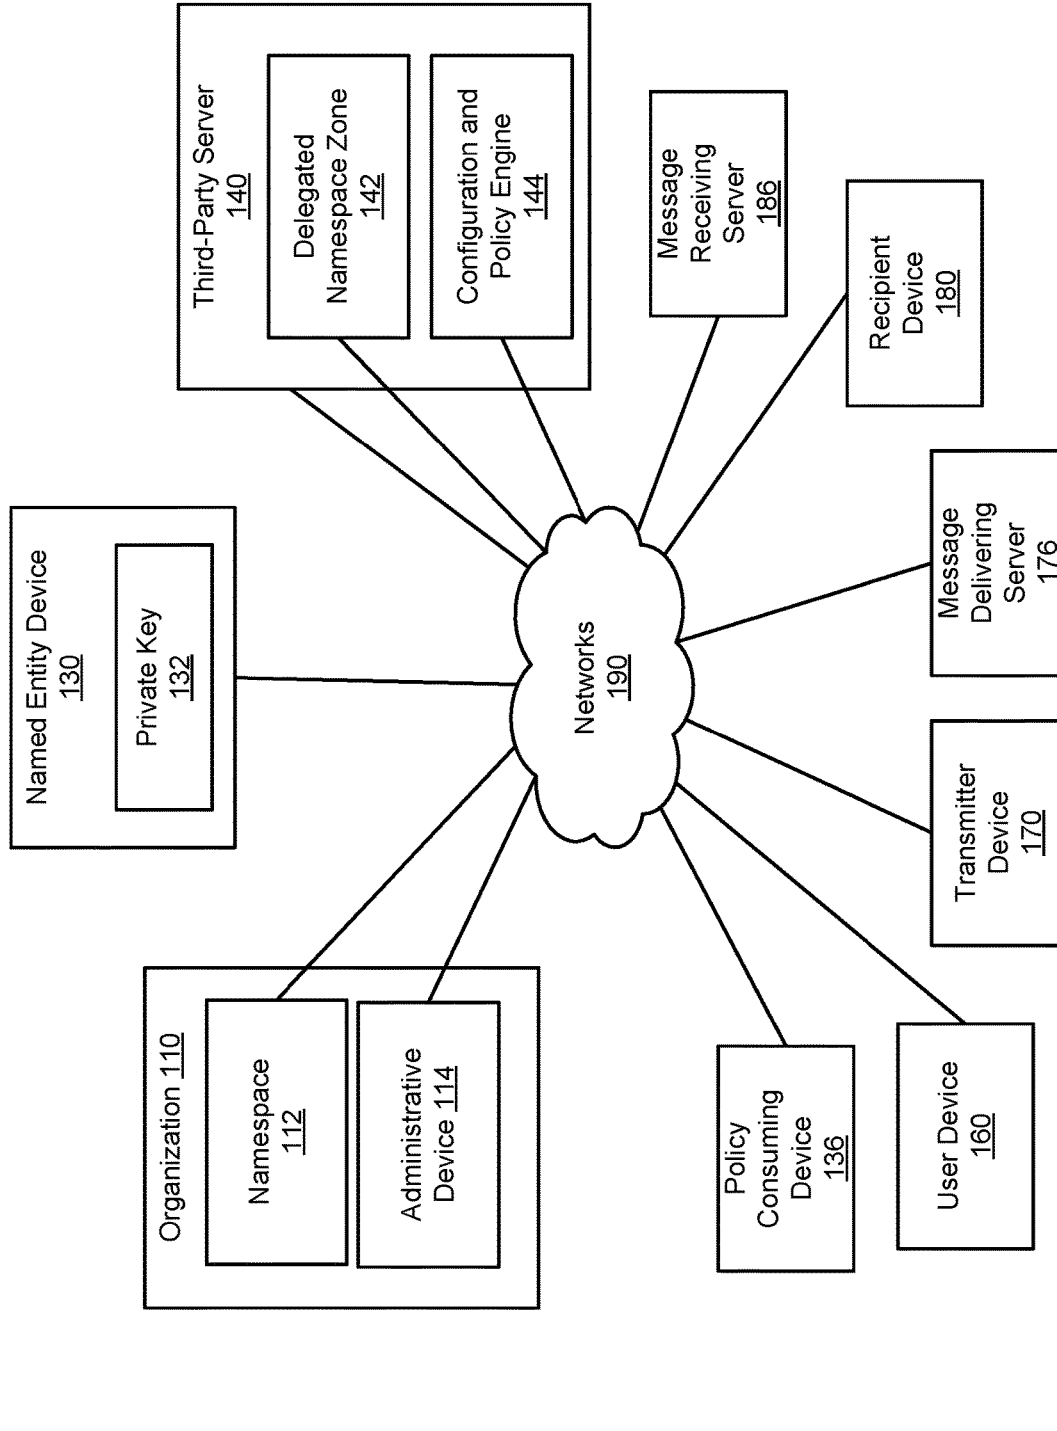 Organization 110
Namespace
112
Administrative
Device 114
Named Entity Device
130
Private Key
132
Third-Party Server
140
Delegated
Namespace Zone
142
Configuration and
Policy Engine
144
Networks
190
Policy
Consuming
Device
136
User Device
160
Transmitter
Device
170
Message
Delivering
Server
176
Recipient
Device
180
Message
Receiving
Server
186